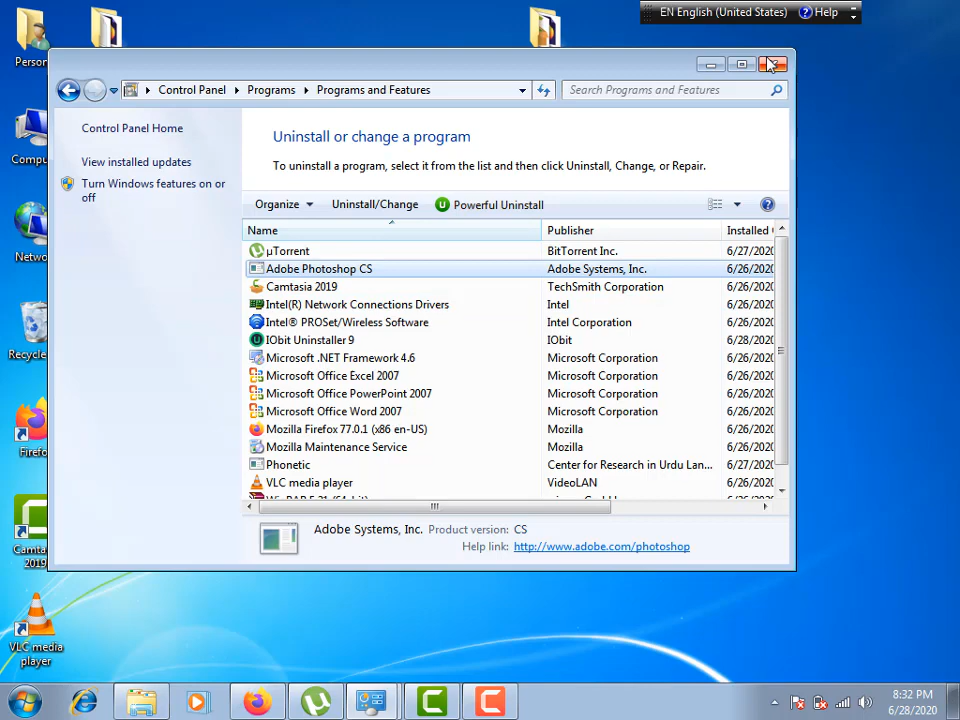 EN English (United States) Help
Person
Control Panel Programs Programs and Features
Search Programs and Features
Control Panel Home
View installed updates
Turn Windows features on or off
Uninstall or change a program
To uninstall a program, select it from the list and then click Uninstall, Change, or Repair.
Organize Uninstall/Change Powerful Uninstall
Name Publisher Installed
µTorrent BitTorrent Inc. 6/27/2020
Adobe Photoshop CS Adobe Systems, Inc. 6/26/2020
Camtasia 2019 TechSmith Corporation 6/26/2020
Intel(R) Network Connections Drivers Intel 6/26/2020
Intel® PROSet/Wireless Software Intel Corporation 6/26/2020
IObit Uninstaller 9 IObit 6/28/2020
Microsoft .NET Framework 4.6 Microsoft Corporation 6/26/2020
Microsoft Office Excel 2007 Microsoft Corporation 6/26/2020
Microsoft Office PowerPoint 2007 Microsoft Corporation 6/26/2020
Microsoft Office Word 2007 Microsoft Corporation 6/26/2020
Mozilla Firefox 77.0.1 (x86 en-US) Mozilla 6/26/2020
Mozilla Maintenance Service Mozilla 6/26/2020
Phonetic Center for Research in Urdu Lan... 6/27/2020
VLC media player VideoLAN 6/26/2020
Adobe Systems, Inc. Product version: CS
Help link: http://www.adobe.com/photoshop
Compu
Netwo
Recycle
Firefo
Camta
2019
VLC media
player
8:32 PM
6/28/2020